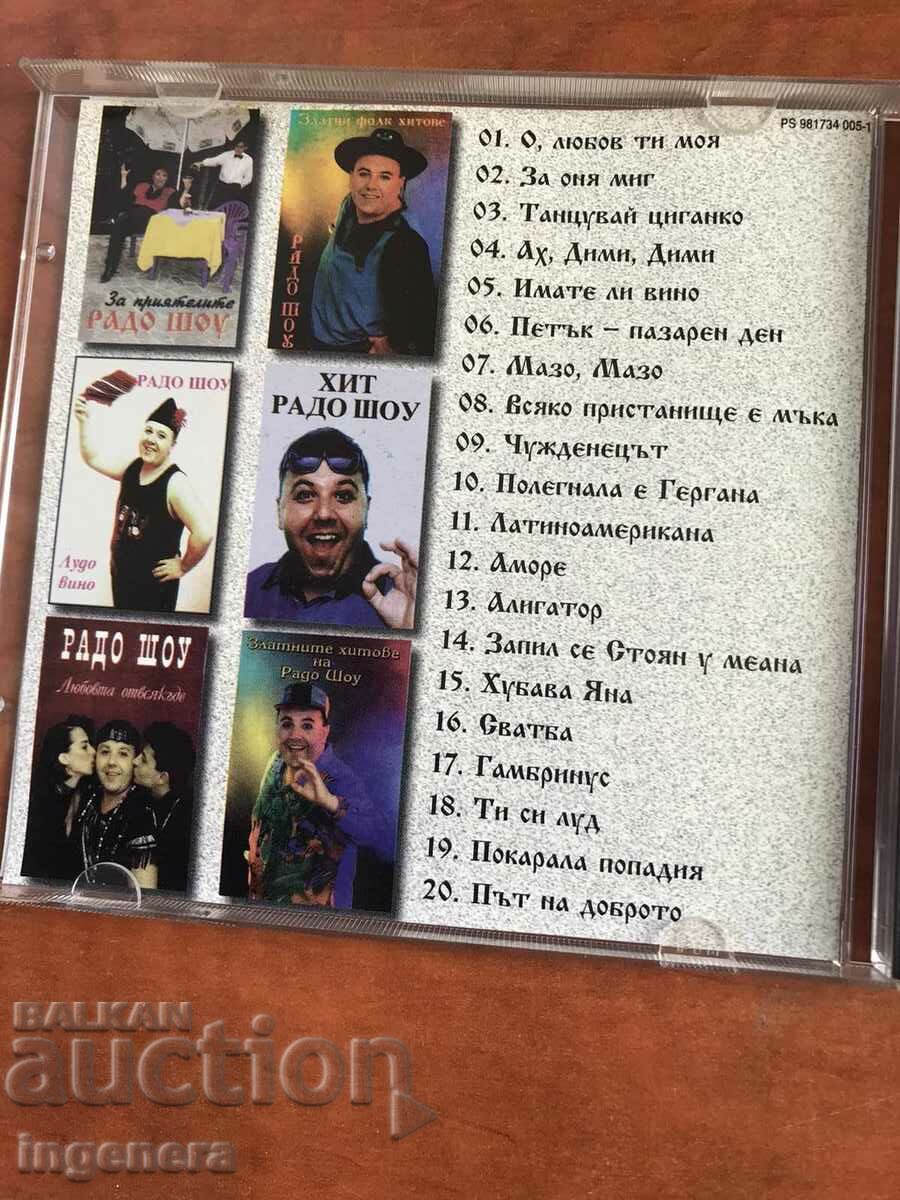 За приятелите
РАДО ШОУ
Златни фолк хитове
РАДО ШОУ
РАДО ШОУ
Лудо
вино
ХИТ
РАДО ШОУ
РАДО ШОУ
Любовта отвсякъде
Златните хитове
на
Радо Шоу
PS 981734 005-1
01. О, любов ти моя
02. За оня миг
03. Танцувай циганко
04. Ах, Дими, Дими
05. Имате ли вино
06. Петък – пазарен ден
07. Мазо, Мазо
08. Всяко пристанище е мъка
09. Чужденецът
10. Полегнала е Гергана
11. Латиноамерикана
12. Аморе
13. Алигатор
14. Запил се Стоян у меана
15. Хубава Яна
16. Сватба
17. Гамбринус
18. Ти си луд
19. Покарала попадия
20. Път на доброто
BALKAN
auction
ingenera